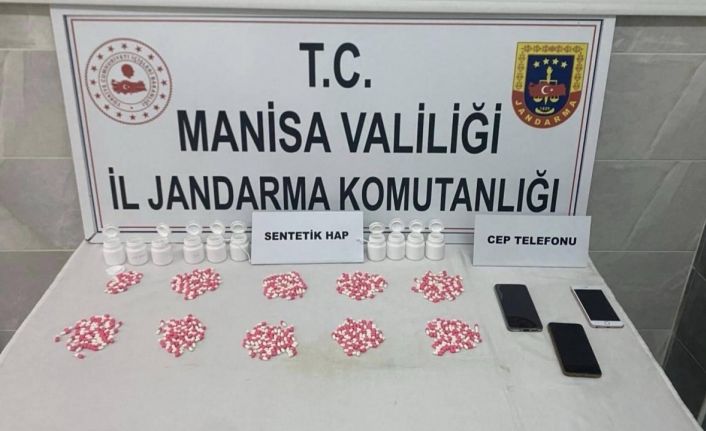 T.C.
MANİSA VALİLİĞİ
İL JANDARMA KOMUTANLIĞI
JANDARMA
SENTETİK HAP
CEP TELEFONU